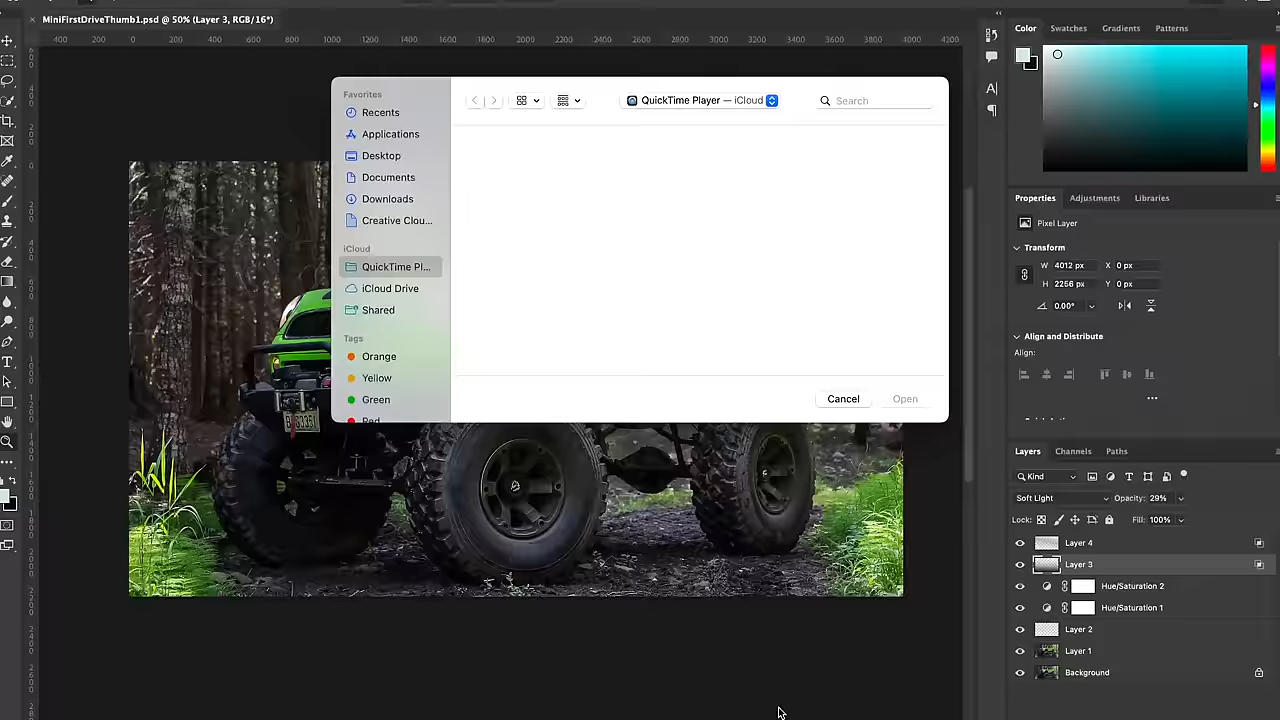 MiniFirstDriveThumb1.psd @ 50% (Layer 3, RGB/16*)
400 200 0 200 400 600 800 1000 1200 1400 1600 1800 2000 2200 2400 2600 2800 3000 3200 3400 3600 3800 4000 4200
Favorites
Recents
Applications
Desktop
Documents
Downloads
Creative Clou...
iCloud
QuickTime Pl...
iCloud Drive
Shared
Tags
Orange
Yellow
Green
Red
QuickTime Player — iCloud
Search
Cancel
Open
Color Swatches Gradients Patterns
Properties Adjustments Libraries
Pixel Layer
Transform
W 4012 px X 0 px
H 2256 px Y 0 px
0.00°
Align and Distribute
Align:
Layers Channels Paths
Kind
Soft Light Opacity: 29%
Lock: Fill: 100%
Layer 4
Layer 3
Hue/Saturation 2
Hue/Saturation 1
Layer 2
Layer 1
Background